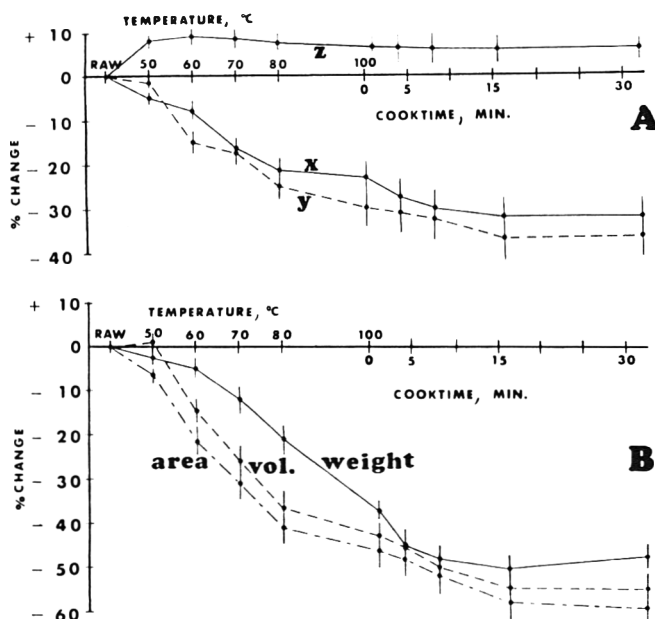 TEMPERATURE, °C
+ 10
RAW 50 60 70 80 100
z
0
0 5 15 30
COOKTIME, MIN.
A
- 10
- 20
x
y
- 30
- 40
% CHANGE
+ 10
TEMPERATURE, °C
RAW 50 60 70 80 100
0
0 5 15 30
COOKTIME, MIN.
- 10
- 20
area vol. weight
B
- 30
- 40
- 50
- 60
% CHANGE